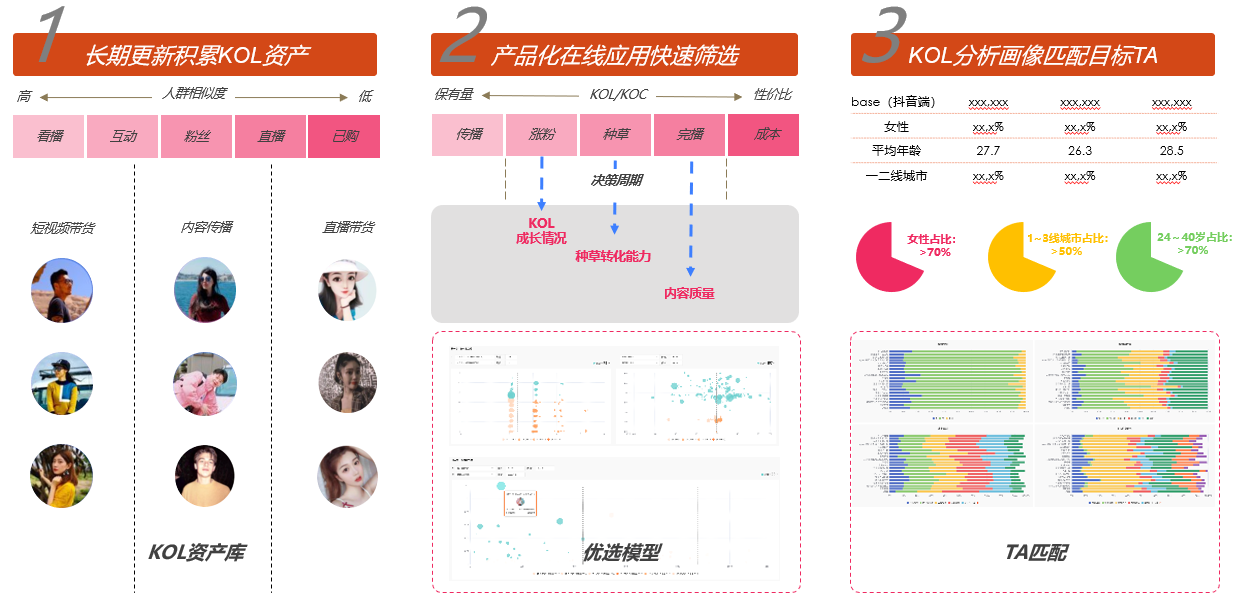 1
长期更新积累KOL资产
高
人群相似度
低
看播
互动
粉丝
直播
已购
短视频带货
内容传播
直播带货
KOL资产库
2
产品化在线应用快速筛选
保有量
KOL/KOC
性价比
传播
涨粉
种草
完播
成本
决策周期
KOL
成长情况
种草转化能力
内容质量
优选模型
3
KOL分析画像匹配目标TA
base（抖音端） xxx,xxx xxx,xxx xxx,xxx
女性 xx,x% xx,x% xx,x%
平均年龄 27.7 26.3 28.5
一二线城市 xx,x% xx,x% xx,x%
女性占比：
>70%
1~3线城市占比：
>50%
24～40岁占比：
>70%
TA匹配